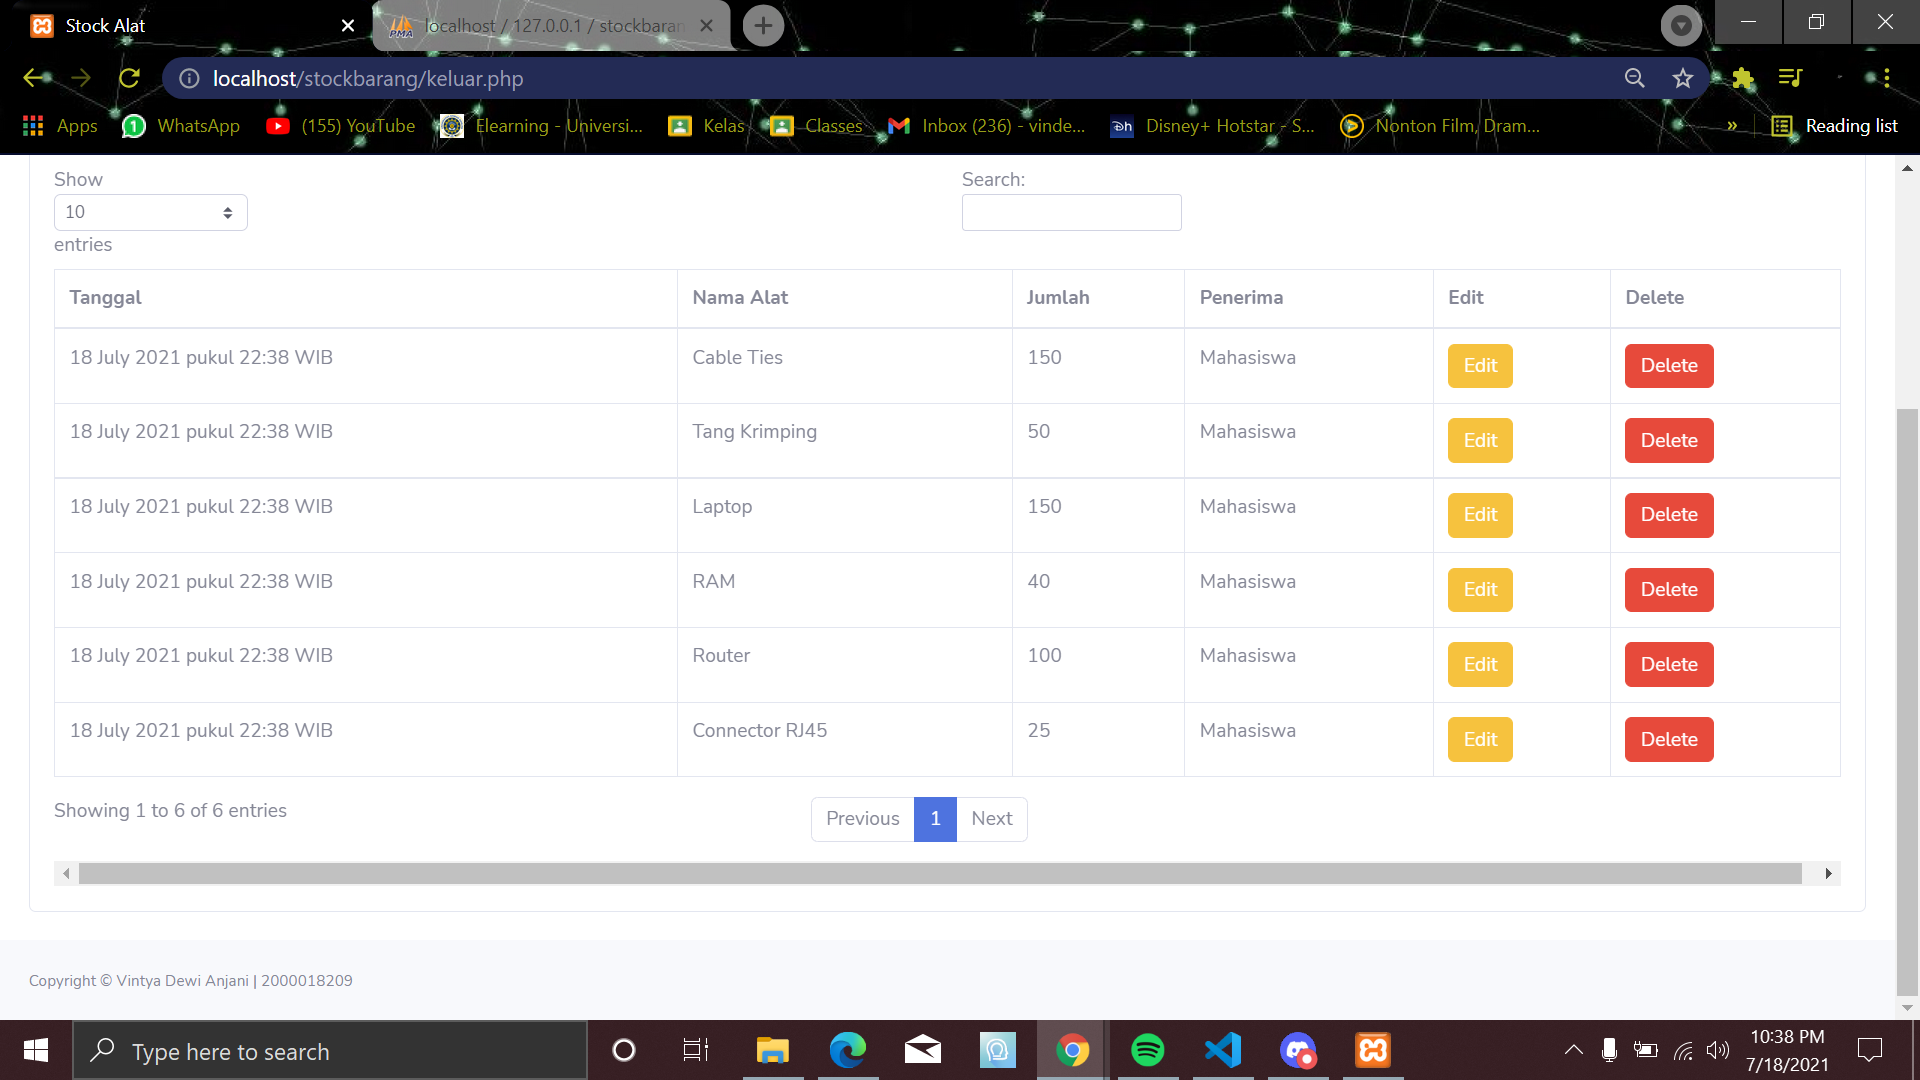 Stock Alat
localhost / 127.0.0.1 / stockbaran
localhost/stockbarang/keluar.php
Apps WhatsApp (155) YouTube Elearning - Universi... Kelas Classes Inbox (236) - vinde... Disney+ Hotstar - S... Nonton Film, Dram... » Reading list
Show Search:
10
entries
Tanggal Nama Alat Jumlah Penerima Edit Delete
18 July 2021 pukul 22:38 WIB Cable Ties 150 Mahasiswa Edit Delete
18 July 2021 pukul 22:38 WIB Tang Krimping 50 Mahasiswa Edit Delete
18 July 2021 pukul 22:38 WIB Laptop 150 Mahasiswa Edit Delete
18 July 2021 pukul 22:38 WIB RAM 40 Mahasiswa Edit Delete
18 July 2021 pukul 22:38 WIB Router 100 Mahasiswa Edit Delete
18 July 2021 pukul 22:38 WIB Connector RJ45 25 Mahasiswa Edit Delete
Showing 1 to 6 of 6 entries Previous 1 Next
Copyright © Vintya Dewi Anjani | 2000018209
Type here to search
10:38 PM
7/18/2021